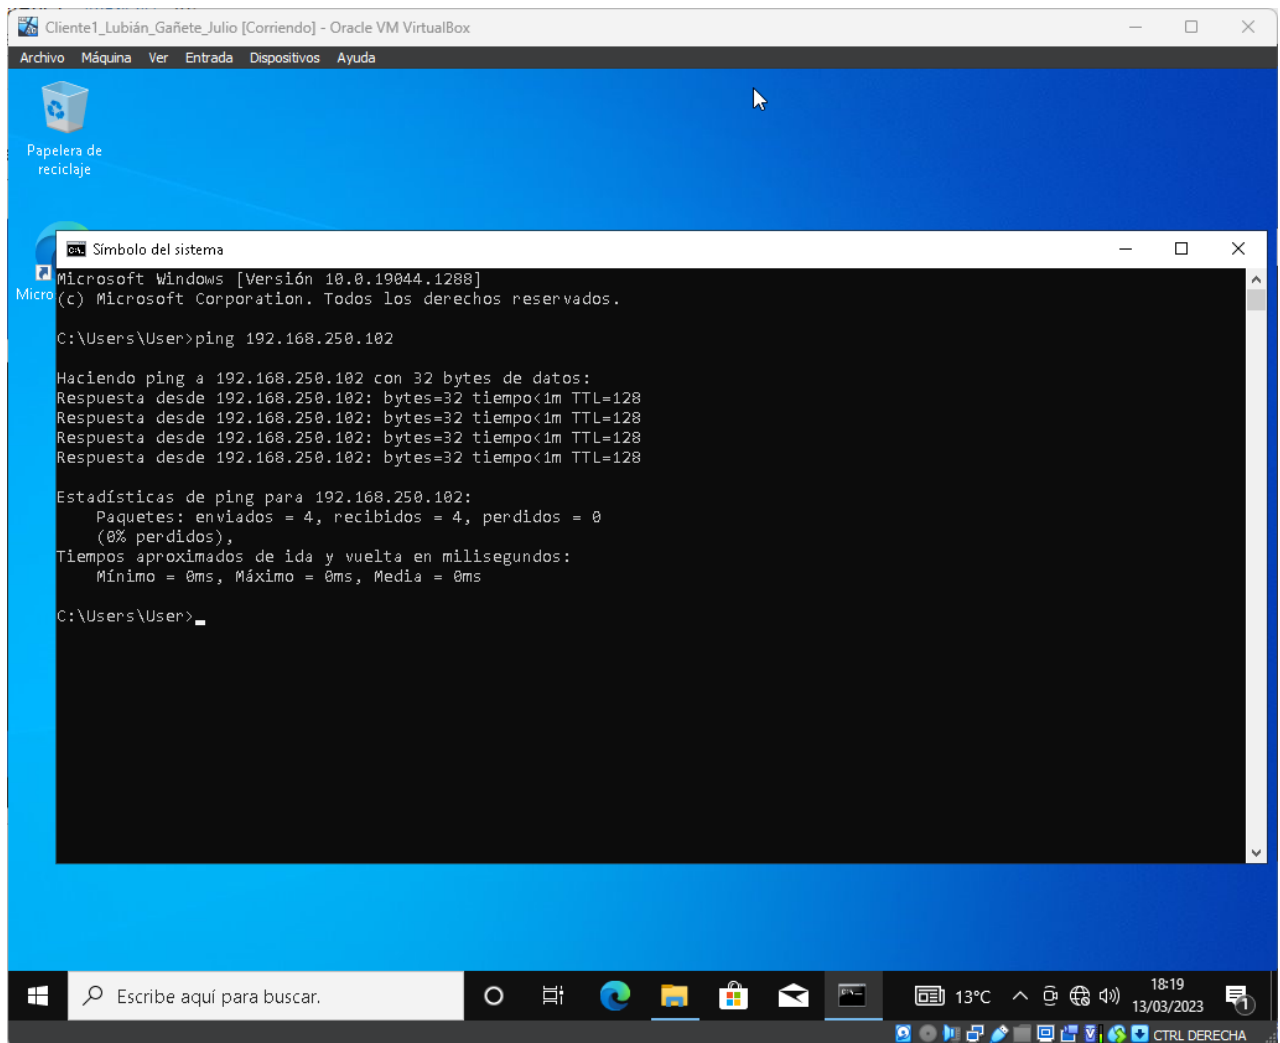 Cliente1_Lubián_Gañete_Julio [Corriendo] - Oracle VM VirtualBox
Archivo Máquina Ver Entrada Dispositivos Ayuda
Papelera de
reciclaje
Micro
Símbolo del sistema
Microsoft Windows [Versión 10.0.19044.1288]
(c) Microsoft Corporation. Todos los derechos reservados.
C:\Users\User>ping 192.168.250.102
Haciendo ping a 192.168.250.102 con 32 bytes de datos:
Respuesta desde 192.168.250.102: bytes=32 tiempo<1m TTL=128
Respuesta desde 192.168.250.102: bytes=32 tiempo<1m TTL=128
Respuesta desde 192.168.250.102: bytes=32 tiempo<1m TTL=128
Respuesta desde 192.168.250.102: bytes=32 tiempo<1m TTL=128
Estadísticas de ping para 192.168.250.102:
Paquetes: enviados = 4, recibidos = 4, perdidos = 0
(0% perdidos),
Tiempos aproximados de ida y vuelta en milisegundos:
Mínimo = 0ms, Máximo = 0ms, Media = 0ms
C:\Users\User>
Escribe aquí para buscar.
13°C
18:19
13/03/2023
1
CTRL DERECHA